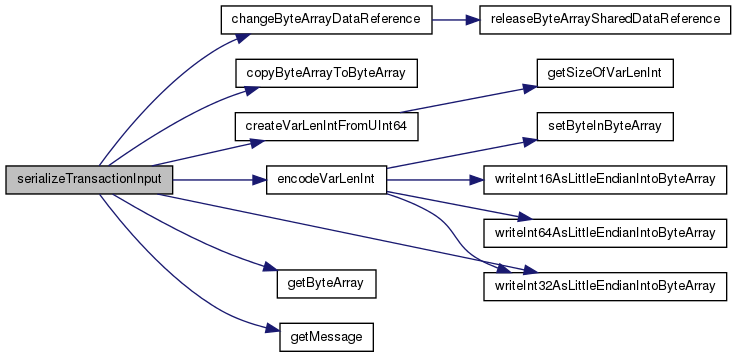 changeByteArrayDataReference
releaseByteArraySharedDataReference
copyByteArrayToByteArray
getSizeOfVarLenInt
createVarLenIntFromUInt64
setByteInByteArray
serializeTransactionInput
encodeVarLenInt
writeInt16AsLittleEndianIntoByteArray
writeInt64AsLittleEndianIntoByteArray
getByteArray
writeInt32AsLittleEndianIntoByteArray
getMessage